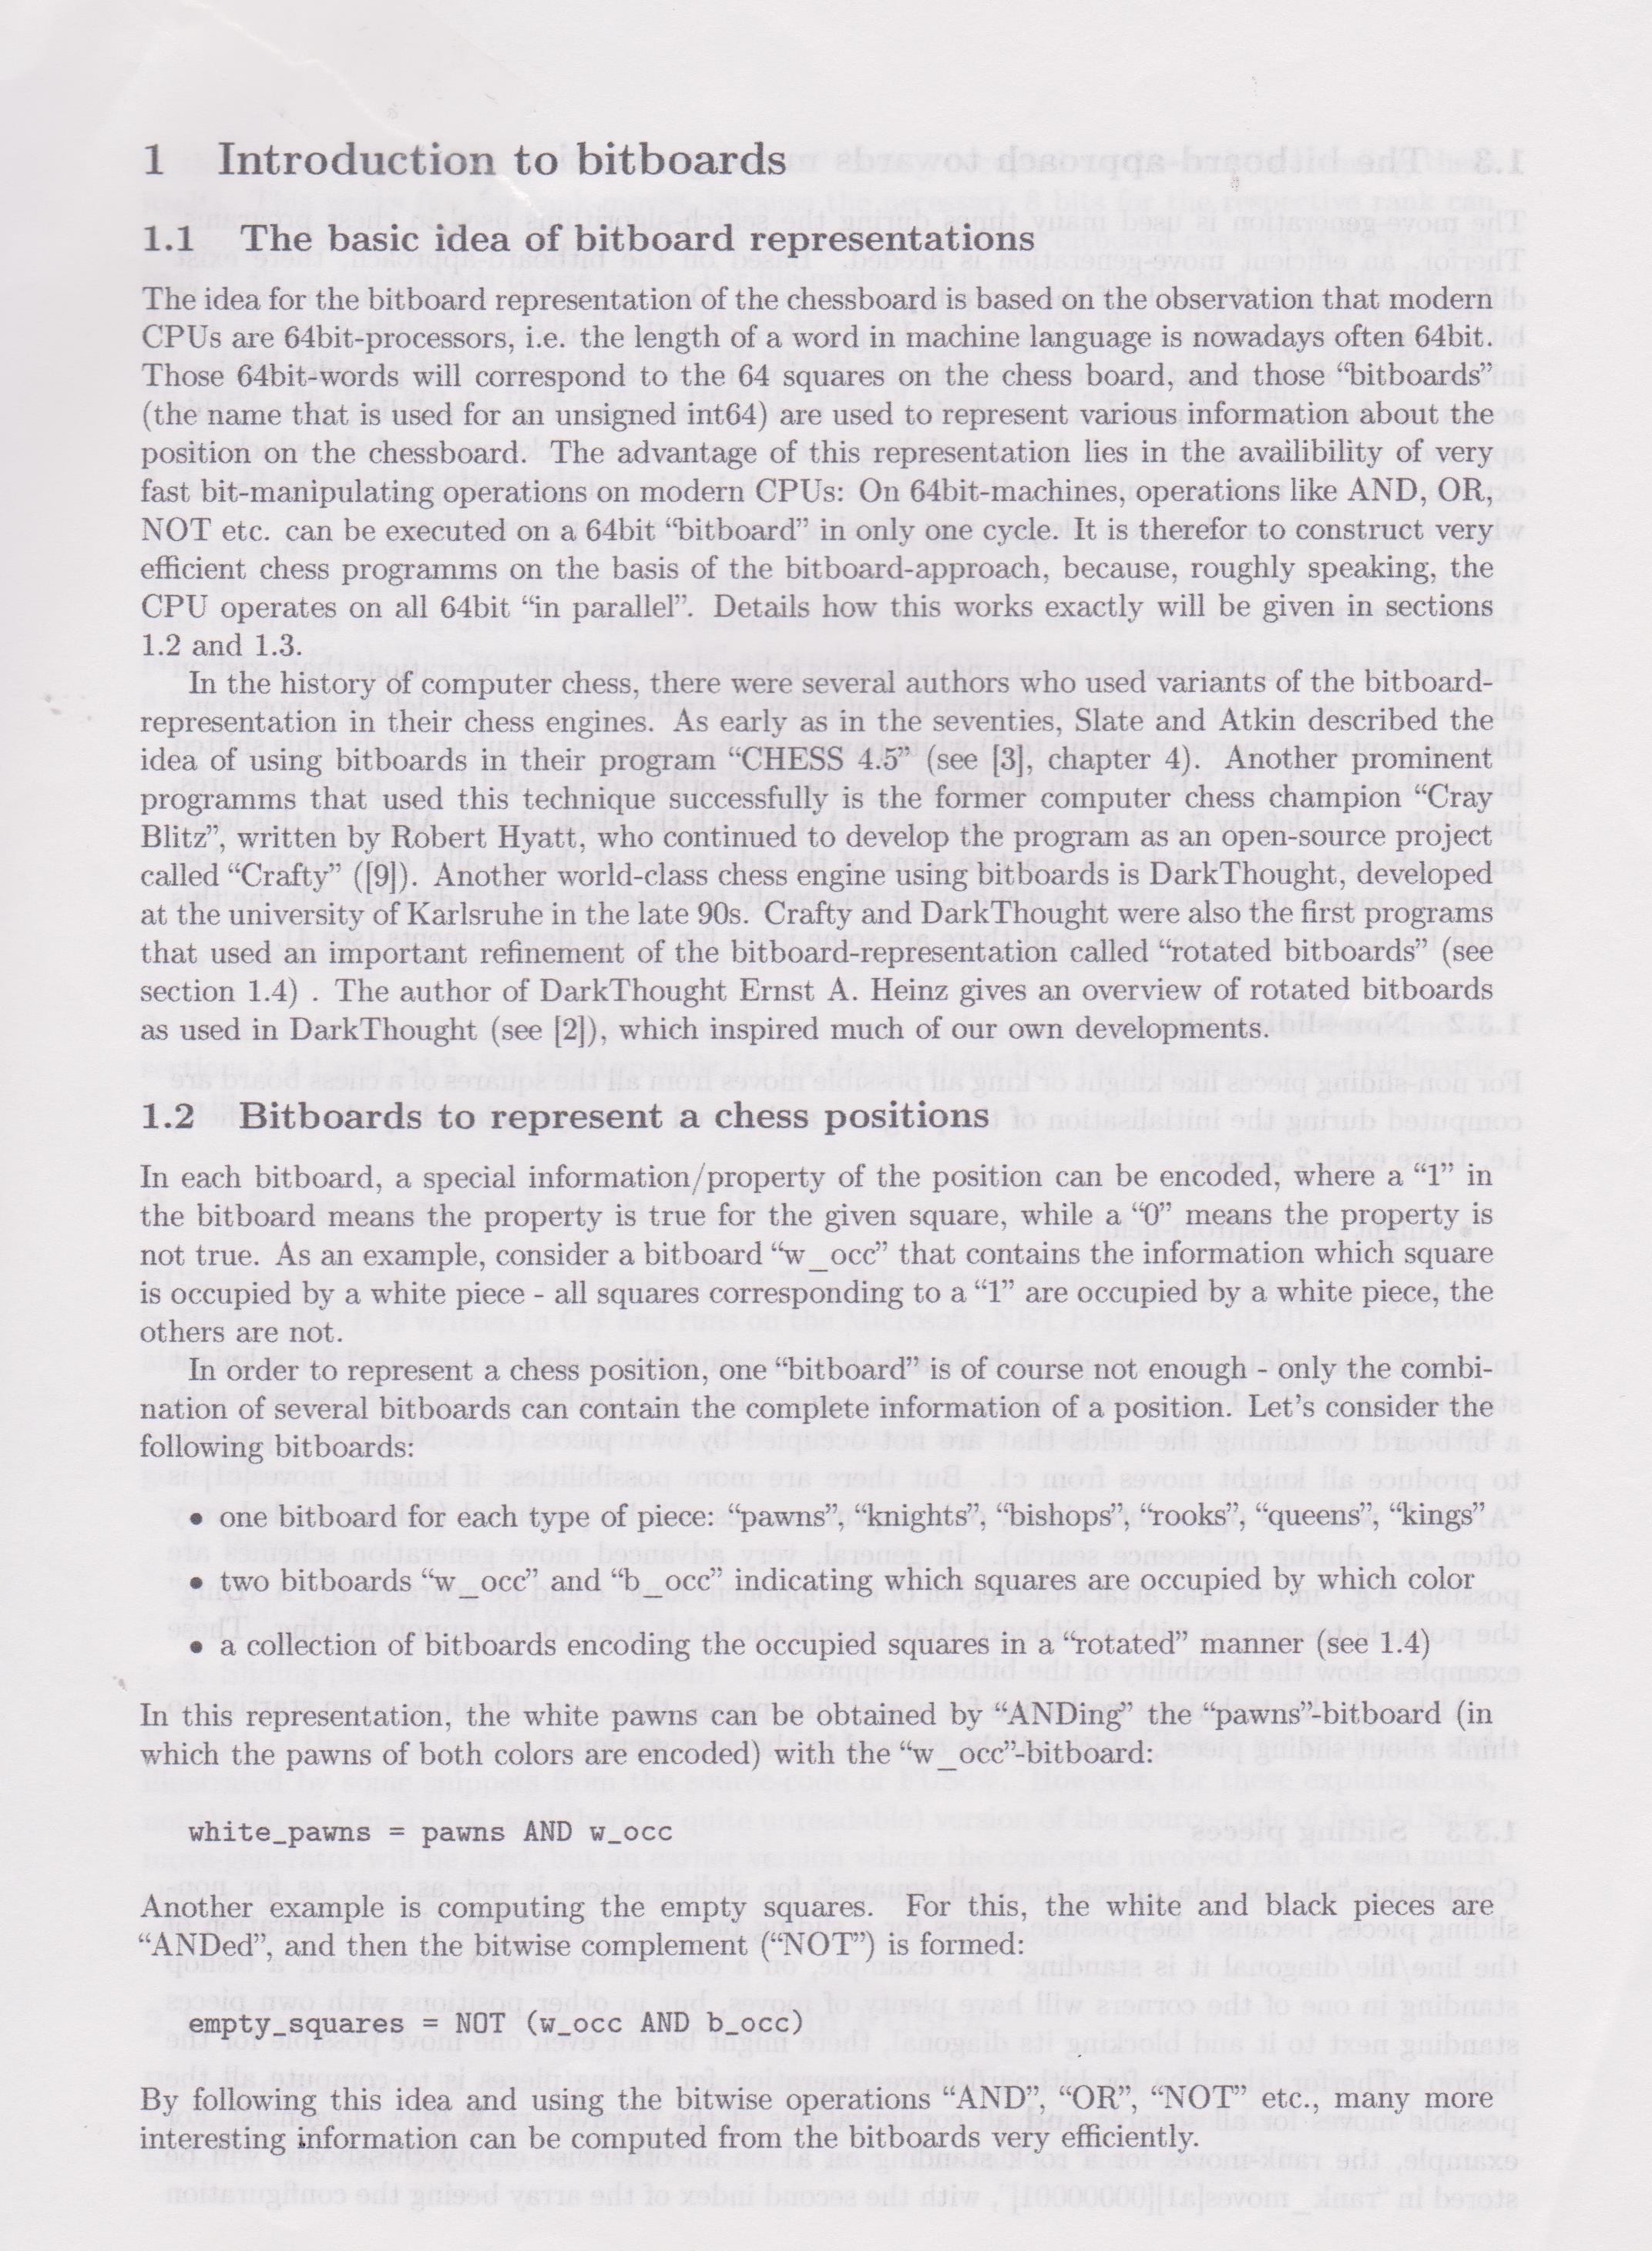 1 Introduction to bitboards
1.1 The basic idea of bitboard representations
The idea for the bitboard representation of the chessboard is based on the observation that modern
CPUs are 64bit-processors, i.e. the length of a word in machine language is nowadays often 64bit.
Those 64bit-words will correspond to the 64 squares on the chess board, and those “bitboards”
(the name that is used for an unsigned int64) are used to represent various information about the
position on the chessboard. The advantage of this representation lies in the availibility of very
fast bit-manipulating operations on modern CPUs: On 64bit-machines, operations like AND, OR,
NOT etc. can be executed on a 64bit “bitboard” in only one cycle. It is therefor to construct very
efficient chess programms on the basis of the bitboard-approach, because, roughly speaking, the
CPU operates on all 64bit “in parallel”. Details how this works exactly will be given in sections
1.2 and 1.3.
In the history of computer chess, there were several authors who used variants of the bitboard-
representation in their chess engines. As early as in the seventies, Slate and Atkin described the
idea of using bitboards in their program “CHESS 4.5” (see [3], chapter 4). Another prominent
programms that used this technique successfully is the former computer chess champion “Cray
Blitz”, written by Robert Hyatt, who continued to develop the program as an open-source project
called “Crafty” ([9]). Another world-class chess engine using bitboards is DarkThought, developed
at the university of Karlsruhe in the late 90s. Crafty and DarkThought were also the first programs
that used an important refinement of the bitboard-representation called “rotated bitboards” (see
section 1.4) . The author of DarkThought Ernst A. Heinz gives an overview of rotated bitboards
as used in DarkThought (see [2]), which inspired much of our own developments.
1.2 Bitboards to represent a chess positions
In each bitboard, a special information/property of the position can be encoded, where a “1” in
the bitboard means the property is true for the given square, while a “0” means the property is
not true. As an example, consider a bitboard “w_occ” that contains the information which square
is occupied by a white piece - all squares corresponding to a “1” are occupied by a white piece, the
others are not.
In order to represent a chess position, one “bitboard” is of course not enough - only the combi-
nation of several bitboards can contain the complete information of a position. Let’s consider the
following bitboards:
• one bitboard for each type of piece: “pawns”, “knights”, “bishops”, “rooks”, “queens”, “kings”
• two bitboards “w_occ” and “b_occ” indicating which squares are occupied by which color
• a collection of bitboards encoding the occupied squares in a “rotated” manner (see 1.4)
In this representation, the white pawns can be obtained by “ANDing” the “pawns”-bitboard (in
which the pawns of both colors are encoded) with the “w_occ”-bitboard:
white_pawns = pawns AND w_occ
Another example is computing the empty squares. For this, the white and black pieces are
“ANDed”, and then the bitwise complement (“NOT”) is formed:
empty_squares = NOT (w_occ AND b_occ)
By following this idea and using the bitwise operations “AND”, “OR”, “NOT” etc., many more
interesting information can be computed from the bitboards very efficiently.